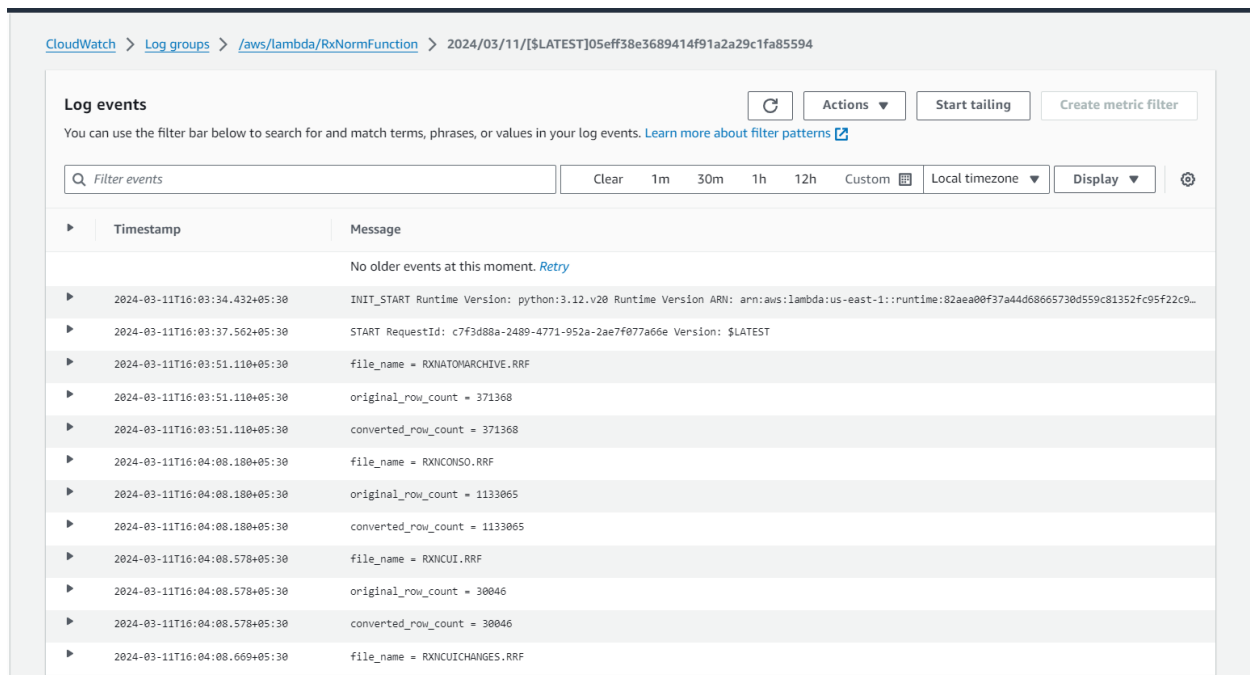 CloudWatch > Log groups > /aws/lambda/RxNormFunction > 2024/03/11/[$LATEST]05eff38e3689414f91a2a29c1fa85594
Log events
Actions ▼ Start tailing Create metric filter
You can use the filter bar below to search for and match terms, phrases, or values in your log events. Learn more about filter patterns
Filter events Clear 1m 30m 1h 12h Custom Local timezone ▼ Display ▼
Timestamp Message
No older events at this moment. Retry
2024-03-11T16:03:34.432+05:30 INIT_START Runtime Version: python:3.12.v20 Runtime Version ARN: arn:aws:lambda:us-east-1::runtime:82aea00f37a44d68665730d559c81352fc95f22c9…
2024-03-11T16:03:37.562+05:30 START RequestId: c7f3d88a-2489-4771-952a-2ae7f077a66e Version: $LATEST
2024-03-11T16:03:51.110+05:30 file_name = RXNATOMARCHIVE.RRF
2024-03-11T16:03:51.110+05:30 original_row_count = 371368
2024-03-11T16:03:51.110+05:30 converted_row_count = 371368
2024-03-11T16:04:08.180+05:30 file_name = RXNCONSO.RRF
2024-03-11T16:04:08.180+05:30 original_row_count = 1133065
2024-03-11T16:04:08.180+05:30 converted_row_count = 1133065
2024-03-11T16:04:08.578+05:30 file_name = RXNCUI.RRF
2024-03-11T16:04:08.578+05:30 original_row_count = 30046
2024-03-11T16:04:08.578+05:30 converted_row_count = 30046
2024-03-11T16:04:08.669+05:30 file_name = RXNCUICHANGES.RRF